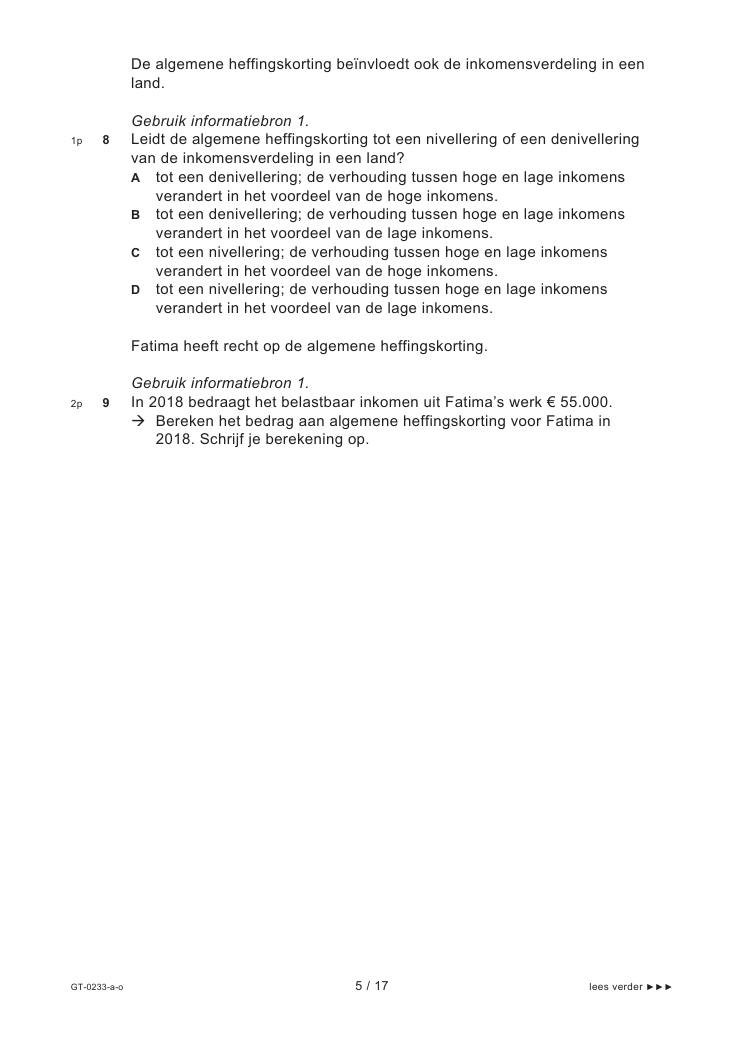 De algemene heffingskorting beïnvloedt ook de inkomensverdeling in een
land.
Gebruik informatiebron 1.
1p 8 Leidt de algemene heffingskorting tot een nivellering of een denivellering
van de inkomensverdeling in een land?
A tot een denivellering; de verhouding tussen hoge en lage inkomens
verandert in het voordeel van de hoge inkomens.
B tot een denivellering; de verhouding tussen hoge en lage inkomens
verandert in het voordeel van de lage inkomens.
C tot een nivellering; de verhouding tussen hoge en lage inkomens
verandert in het voordeel van de hoge inkomens.
D tot een nivellering; de verhouding tussen hoge en lage inkomens
verandert in het voordeel van de lage inkomens.
Fatima heeft recht op de algemene heffingskorting.
Gebruik informatiebron 1.
2p 9 In 2018 bedraagt het belastbaar inkomen uit Fatima’s werk € 55.000.
→ Bereken het bedrag aan algemene heffingskorting voor Fatima in
2018. Schrijf je berekening op.
GT-0233-a-o 5 / 17 lees verder ►►►